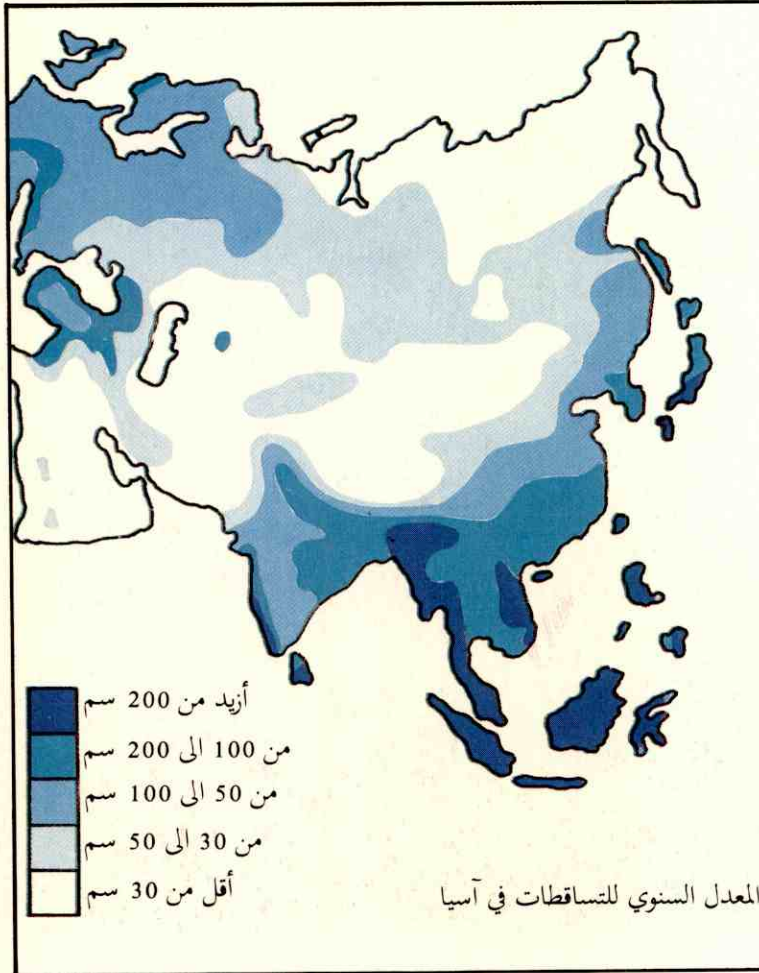 أزيد من 200 سم
من 100 الى 200 سم
من 50 الى 100 سم
من 30 الى 50 سم
أقل من 30 سم
المعدل السنوي للتساقطات في آسيا